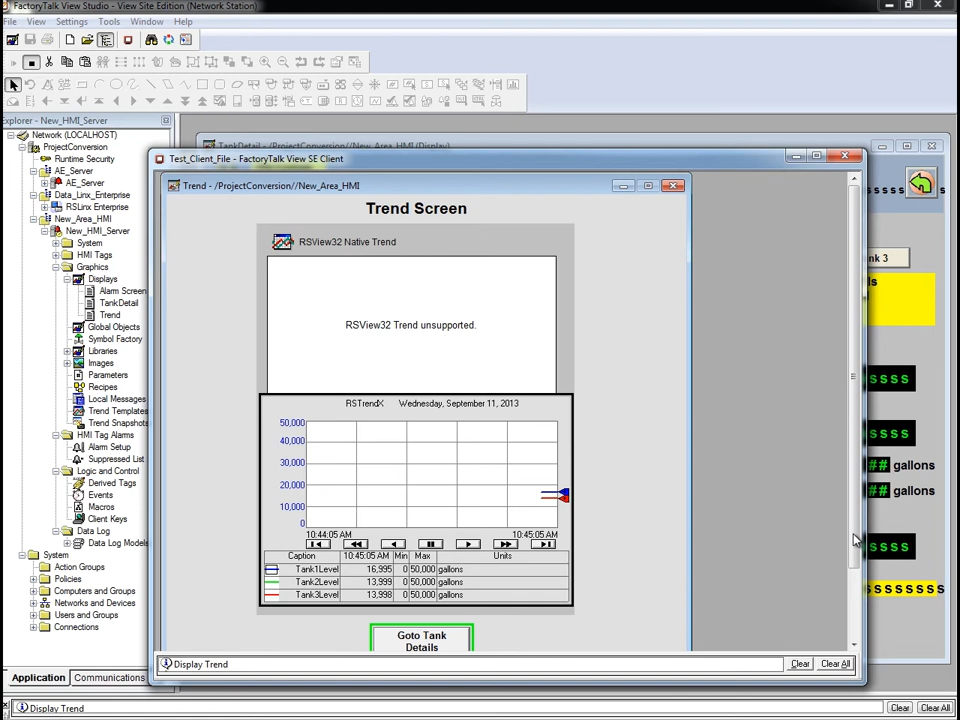 FactoryTalk View Studio - View Site Edition (Network Station)
File View Settings Tools Window Help
Explorer - New_HMI_Server
Network (LOCALHOST)
ProjectConversion
Runtime Security
AE_Server
AE_Server
Data_Linx_Enterprise
RSLinx Enterprise
New_Area_HMI
New_HMI_Server
System
HMI Tags
Graphics
Displays
Alarm Screen
TankDetail
Trend
Global Objects
Symbol Factory
Libraries
Images
Parameters
Recipes
Local Messages
Trend Templates
Trend Snapshots
HMI Tag Alarms
Alarm Setup
Suppressed List
Logic and Control
Derived Tags
Events
Macros
Client Keys
Data Log
Data Log Models
System
Action Groups
Policies
Computers and Groups
Networks and Devices
Users and Groups
Connections
Application Communications
TankDetail - /ProjectConversion//New_Area_HMI (Display)
Test_Client_File - FactoryTalk View SE Client
Trend - /ProjectConversion//New_Area_HMI
Trend Screen
RSView32 Native Trend
RSView32 Trend unsupported.
RSTrendX Wednesday, September 11, 2013
50,000
40,000
30,000
20,000
10,000
0
10:44:05 AM 10:45:05 AM
Caption 10:45:05 AM Min Max Units
Tank1Level 16,995 0 50,000 gallons
Tank2Level 13,999 0 50,000 gallons
Tank3Level 13,998 0 50,000 gallons
Goto Tank
Details
Display Trend Clear Clear All
s s s s s
nk 3
ls
S S S S
S S S S
## gallons
## gallons
S S S S
S S S S S S S
Display Trend Clear Clear All